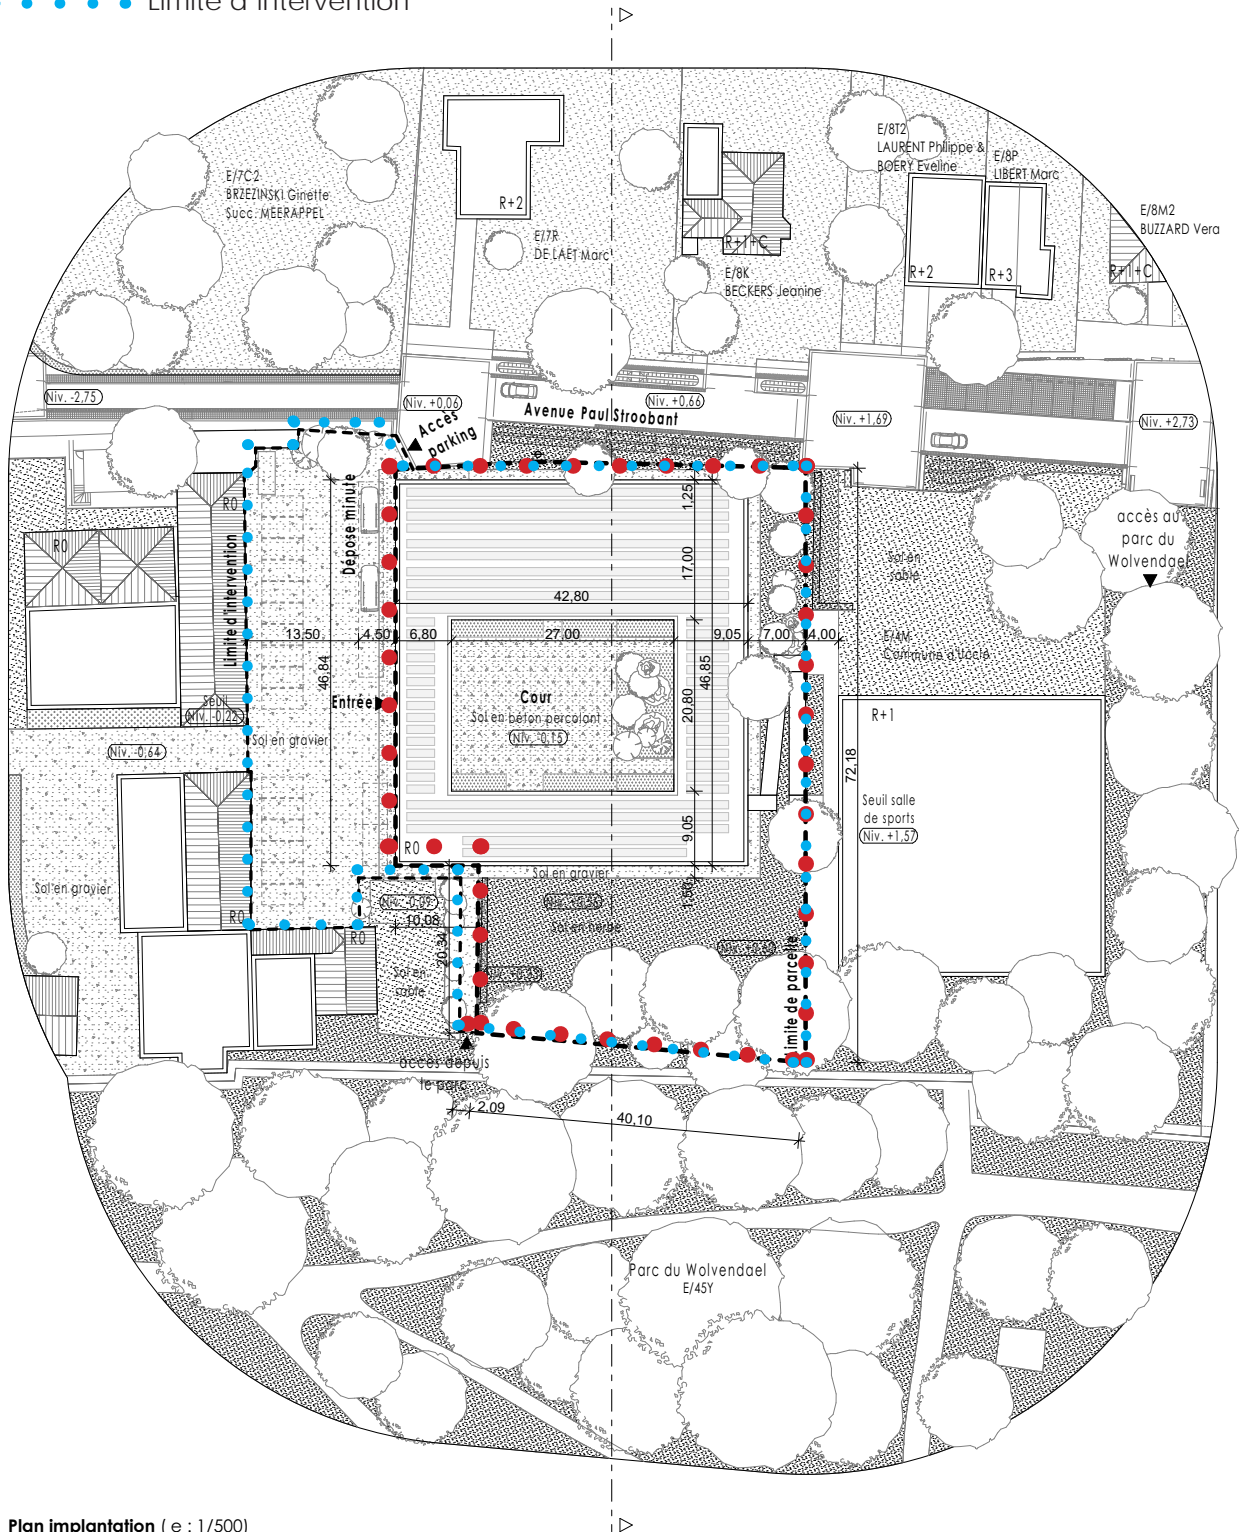 Limite d'intervention
E/7C2
BRZEZINSKI Ginette
Succ. MEERAPPEL
R+2
E/7R
DE LAET Marc
R+1+C
E/8K
BECKERS Jeanine
E/8T2
LAURENT Philippe &
BOERY Eveline
E/8P
LIBERT Marc
R+2
R+3
E/8M2
BUZZARD Vera
R+1+C
Niv. -2,75
Niv. +0,06
Niv. +0,66
Niv. +1,69
Niv. +2,73
Avenue Paul Stroobant
Accès
parking
R0
R0
Limite d'intervention
Dépose minute
1,25
17,00
42,80
13,50
4,50
6,80
27,00
9,05
7,00
4,00
46,84
46,85
20,80
Sol en
sable
E/4M
Commune d'Uccle
accès au
parc du
Wolvendael
Entrée
Cour
Sol en béton percolant
Niv. -0,15
Seuil
Niv. -0,22
Sol en gravier
Niv. -0,64
R+1
72,18
Seuil salle
de sports
Niv. +1,57
9,05
R0
Sol en gravier
Sol en gravier
R0
R0
Niv. -0,09
10,08
20,34
Sol en
sable
Sol en herbe
Limite de parcelle
accès depuis
le parc
2,09
40,10
Parc du Wolvendael
E/45Y
Plan implantation ( e : 1/500)